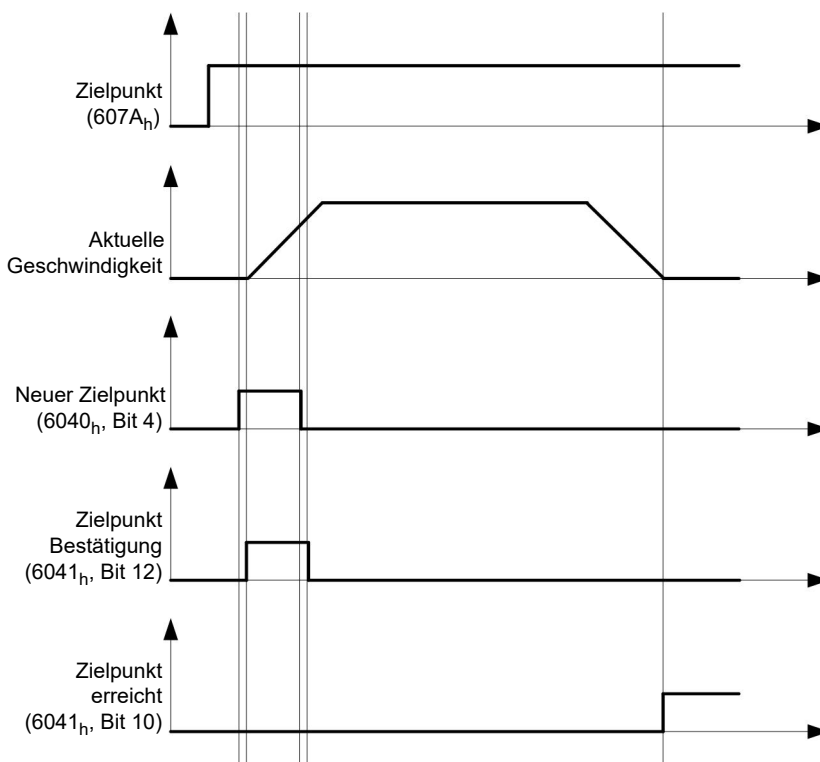 Zielpunkt
(607Aₕ)
Aktuelle
Geschwindigkeit
Neuer Zielpunkt
(6040ₕ, Bit 4)
Zielpunkt
Bestätigung
(6041ₕ, Bit 12)
Zielpunkt
erreicht
(6041ₕ, Bit 10)